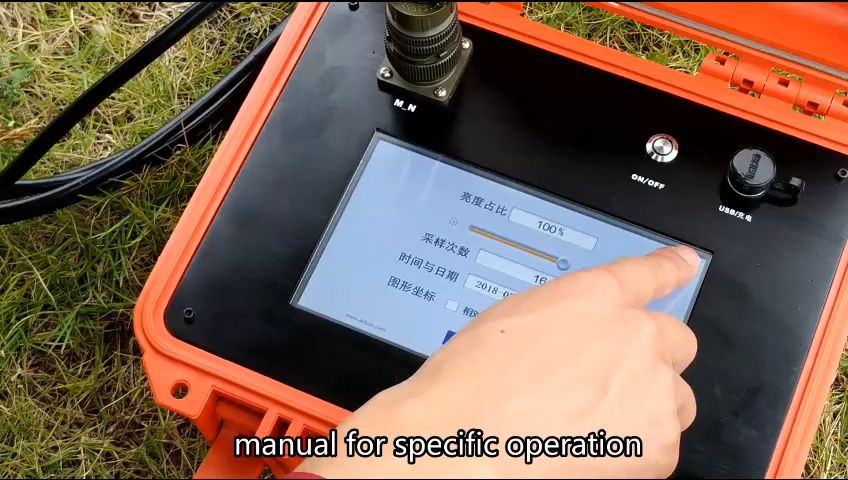 M_N
ON/OFF
USB/充电
亮度占比 100%
采样次数 16
时间与日期
图形坐标
manual for specific operation